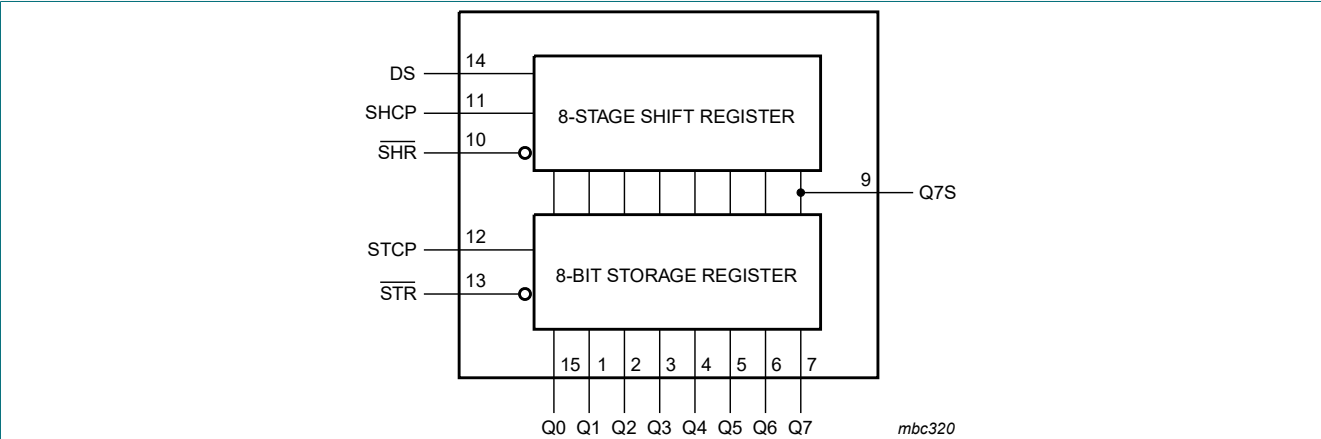 DS 14
SHCP 11
8-STAGE SHIFT REGISTER
SHR 10
9 Q7S
STCP 12
8-BIT STORAGE REGISTER
STR 13
15 1 2 3 4 5 6 7
Q0 Q1 Q2 Q3 Q4 Q5 Q6 Q7
mbc320